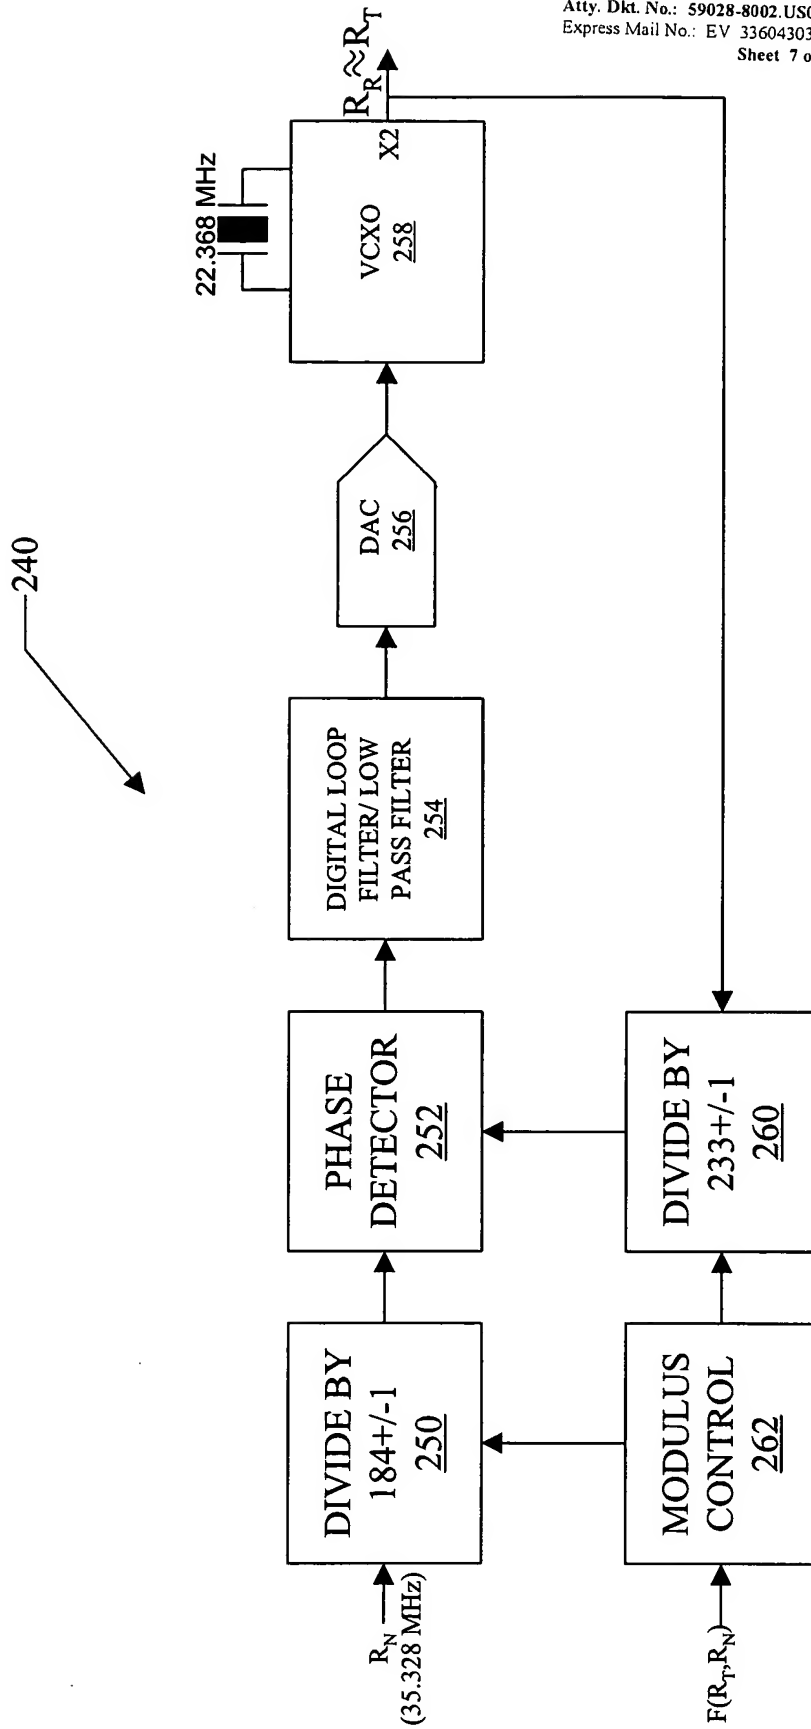 Atty. Dkt. No.: 59028-8002.US0
Express Mail No.: EV 33604303
Sheet 7 o
240
R_N
(35.328 MHz)
DIVIDE BY
184+/-1
250
PHASE
DETECTOR
252
DIGITAL LOOP
FILTER/ LOW
PASS FILTER
254
DAC
256
22.368 MHz
VCXO
258
X2
R_R≈R_T
F(R_T,R_N)
MODULUS
CONTROL
262
DIVIDE BY
233+/-1
260